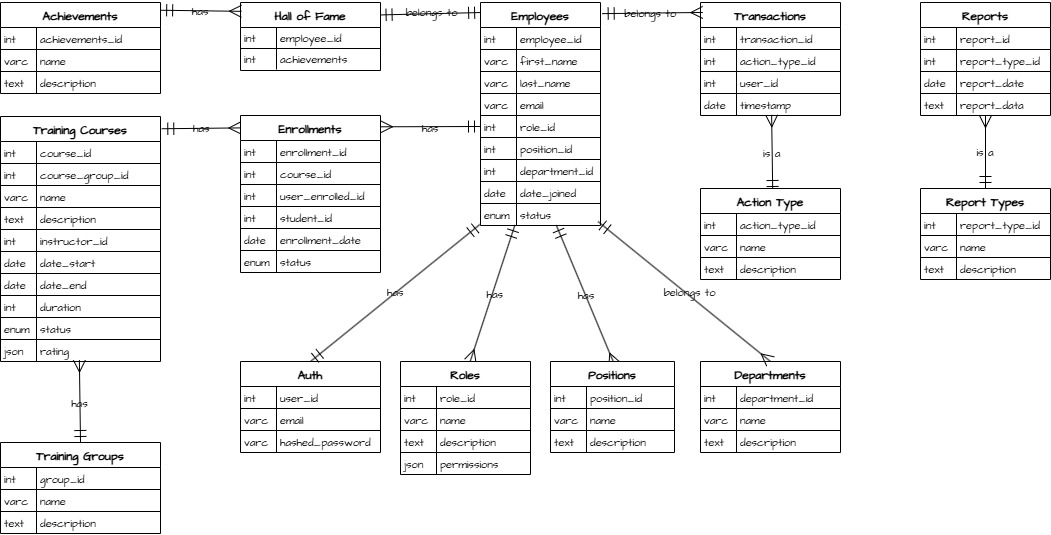 Achievements
int achievements_id
varc name
text description
has
Hall of Fame
int employee_id
int achievements
belongs to
Employees
int employee_id
varc first_name
varc last_name
varc email
int role_id
int position_id
int department_id
date date_joined
enum status
belongs to
Transactions
int transaction_id
int action_type_id
int user_id
date timestamp
Reports
int report_id
int report_type_id
date report_date
text report_data
Training Courses
int course_id
int course_group_id
varc name
text description
int instructor_id
date date_start
date date_end
int duration
enum status
json rating
has
Enrollments
int enrollment_id
int course_id
int user_enrolled_id
int student_id
date enrollment_date
enum status
has
is a
is a
Action Type
int action_type_id
varc name
text description
Report Types
int report_type_id
varc name
text description
has
has
has
belongs to
Auth
int user_id
varc email
varc hashed_password
Roles
int role_id
varc name
text description
json permissions
Positions
int position_id
varc name
text description
Departments
int department_id
varc name
text description
has
Training Groups
int group_id
varc name
text description